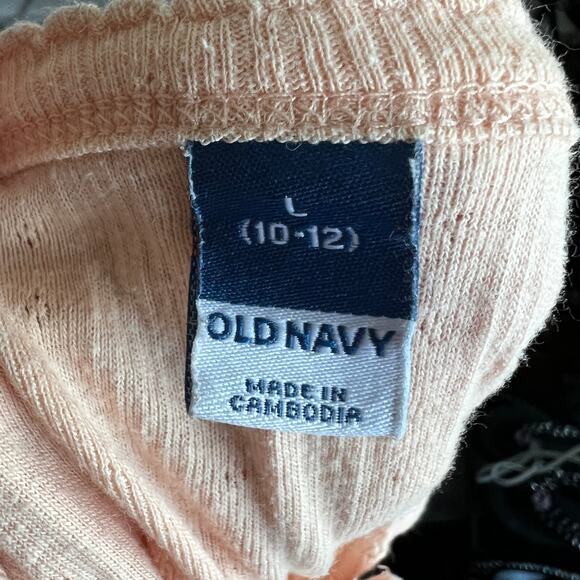 L
(10-12)
OLD NAVY
MADE IN
CAMBODIA